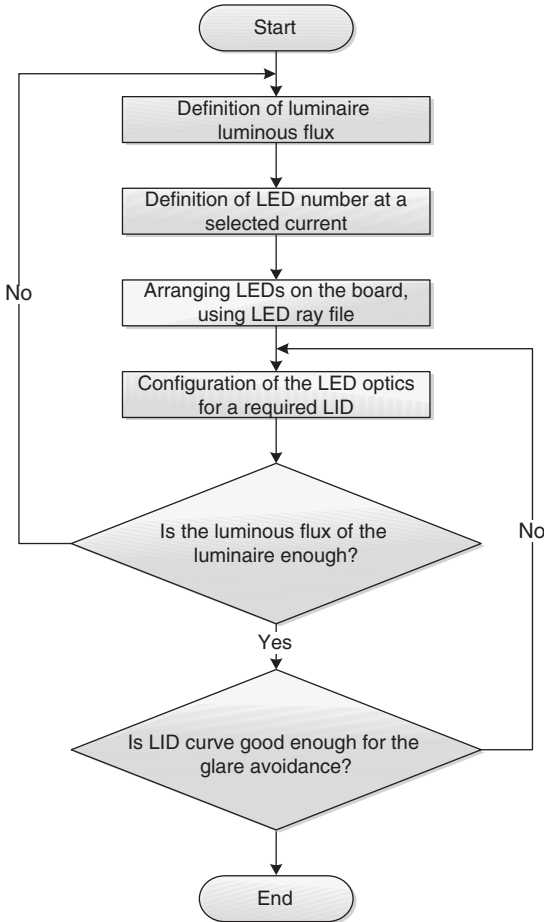 Start
Definition of luminaire
luminous flux
Definition of LED number at a
selected current
No
Arranging LEDs on the board,
using LED ray file
Configuration of the LED optics
for a required LID
Is the luminous flux of the
luminaire enough?
No
Yes
Is LID curve good enough for the
glare avoidance?
End